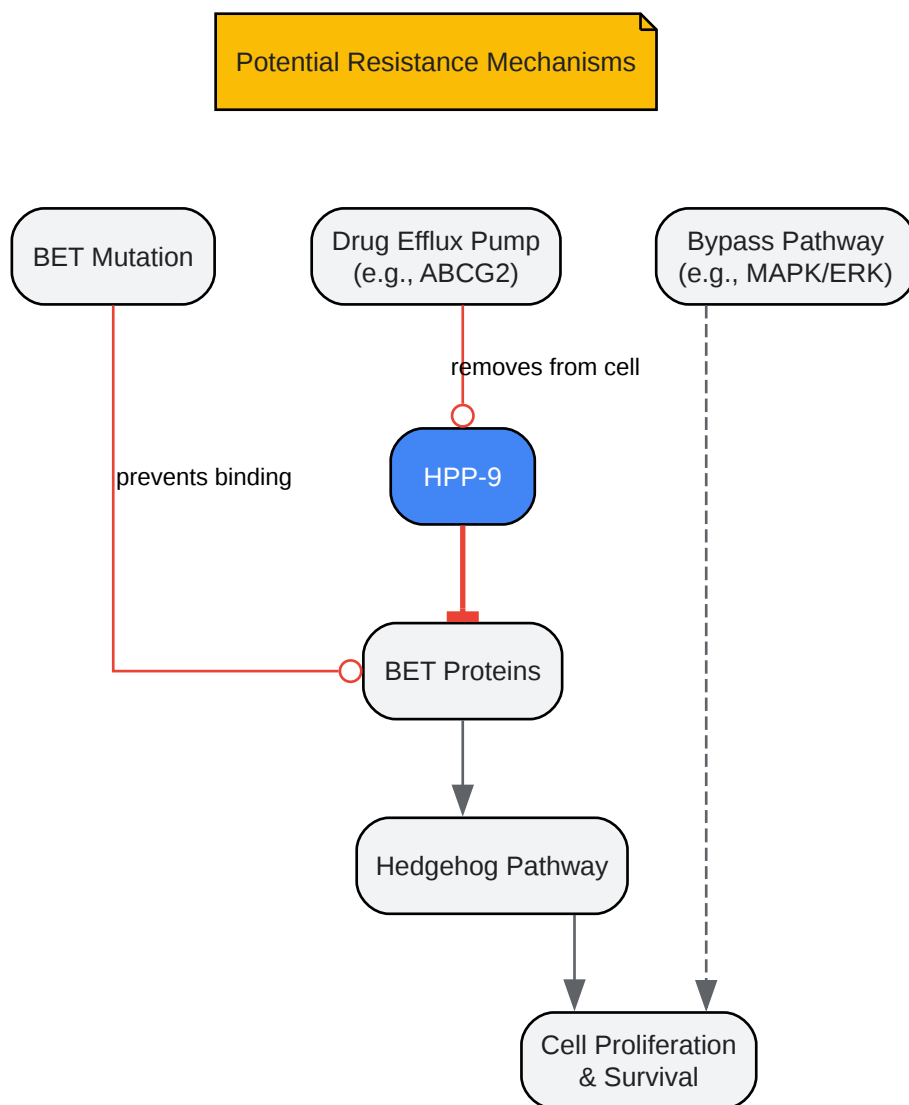 Potential Resistance Mechanisms
BET Mutation
Drug Efflux Pump
(e.g., ABCG2)
Bypass Pathway
(e.g., MAPK/ERK)
removes from cell
prevents binding
HPP-9
BET Proteins
Hedgehog Pathway
Cell Proliferation
& Survival